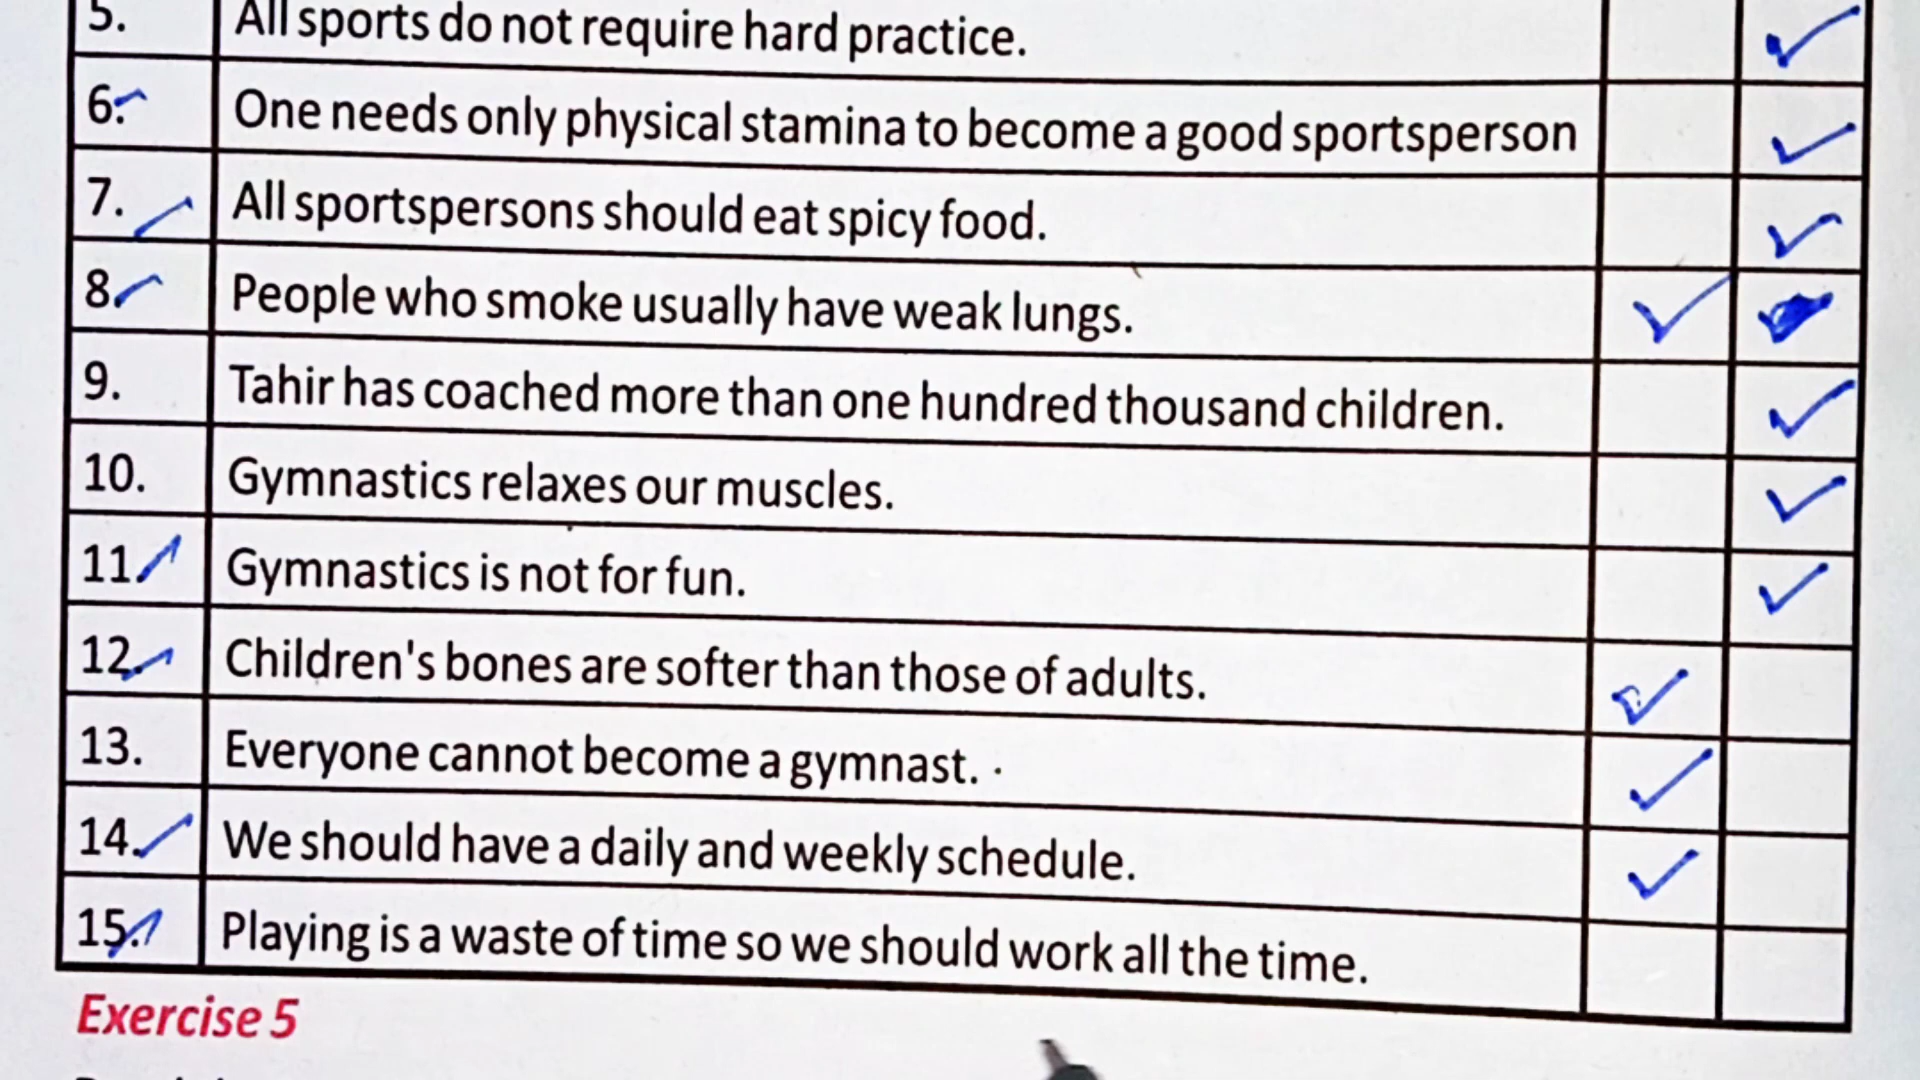 5. All sports do not require hard practice.
6. One needs only physical stamina to become a good sportsperson
7. All sportspersons should eat spicy food.
8. People who smoke usually have weak lungs.
9. Tahir has coached more than one hundred thousand children.
10. Gymnastics relaxes our muscles.
11. Gymnastics is not for fun.
12. Children's bones are softer than those of adults.
13. Everyone cannot become a gymnast.
14. We should have a daily and weekly schedule.
15. Playing is a waste of time so we should work all the time.
Exercise 5